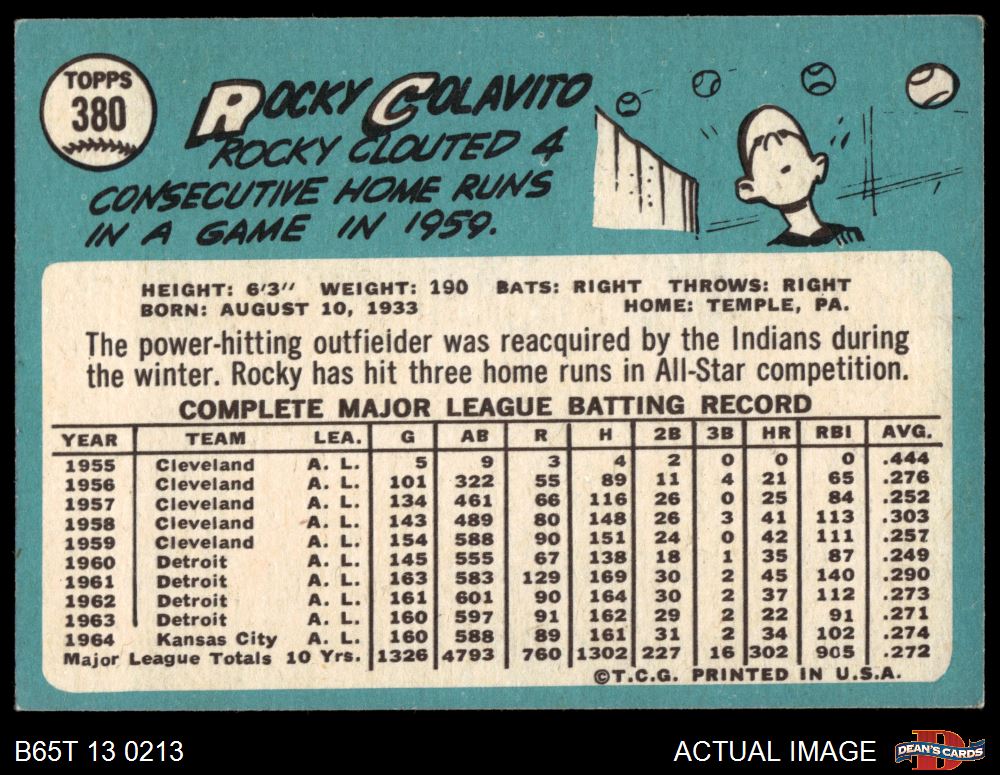 TOPPS
380
ROCKY COLAVITO
ROCKY CLOUTED 4
CONSECUTIVE HOME RUNS
IN A GAME IN 1959.
HEIGHT: 6'3" WEIGHT: 190 BATS: RIGHT THROWS: RIGHT
BORN: AUGUST 10, 1933 HOME: TEMPLE, PA.
The power-hitting outfielder was reacquired by the Indians during
the winter. Rocky has hit three home runs in All-Star competition.
COMPLETE MAJOR LEAGUE BATTING RECORD
YEAR TEAM LEA. G AB R H 2B 3B HR RBI AVG.
1955 Cleveland A. L. 5 9 3 4 2 0 0 0 .444
1956 Cleveland A. L. 101 322 55 89 11 4 21 65 .276
1957 Cleveland A. L. 134 461 66 116 26 0 25 84 .252
1958 Cleveland A. L. 143 489 80 148 26 3 41 113 .303
1959 Cleveland A. L. 154 588 90 151 24 0 42 111 .257
1960 Detroit A. L. 145 555 67 138 18 1 35 87 .249
1961 Detroit A. L. 163 583 129 169 30 2 45 140 .290
1962 Detroit A. L. 161 601 90 164 30 2 37 112 .273
1963 Detroit A. L. 160 597 91 162 29 2 22 91 .271
1964 Kansas City A. L. 160 588 89 161 31 2 34 102 .274
Major League Totals 10 Yrs. 1326 4793 760 1302 227 16 302 905 .272
©T.C.G. PRINTED IN U.S.A.
B65T 13 0213 ACTUAL IMAGE DEAN'S CARDS